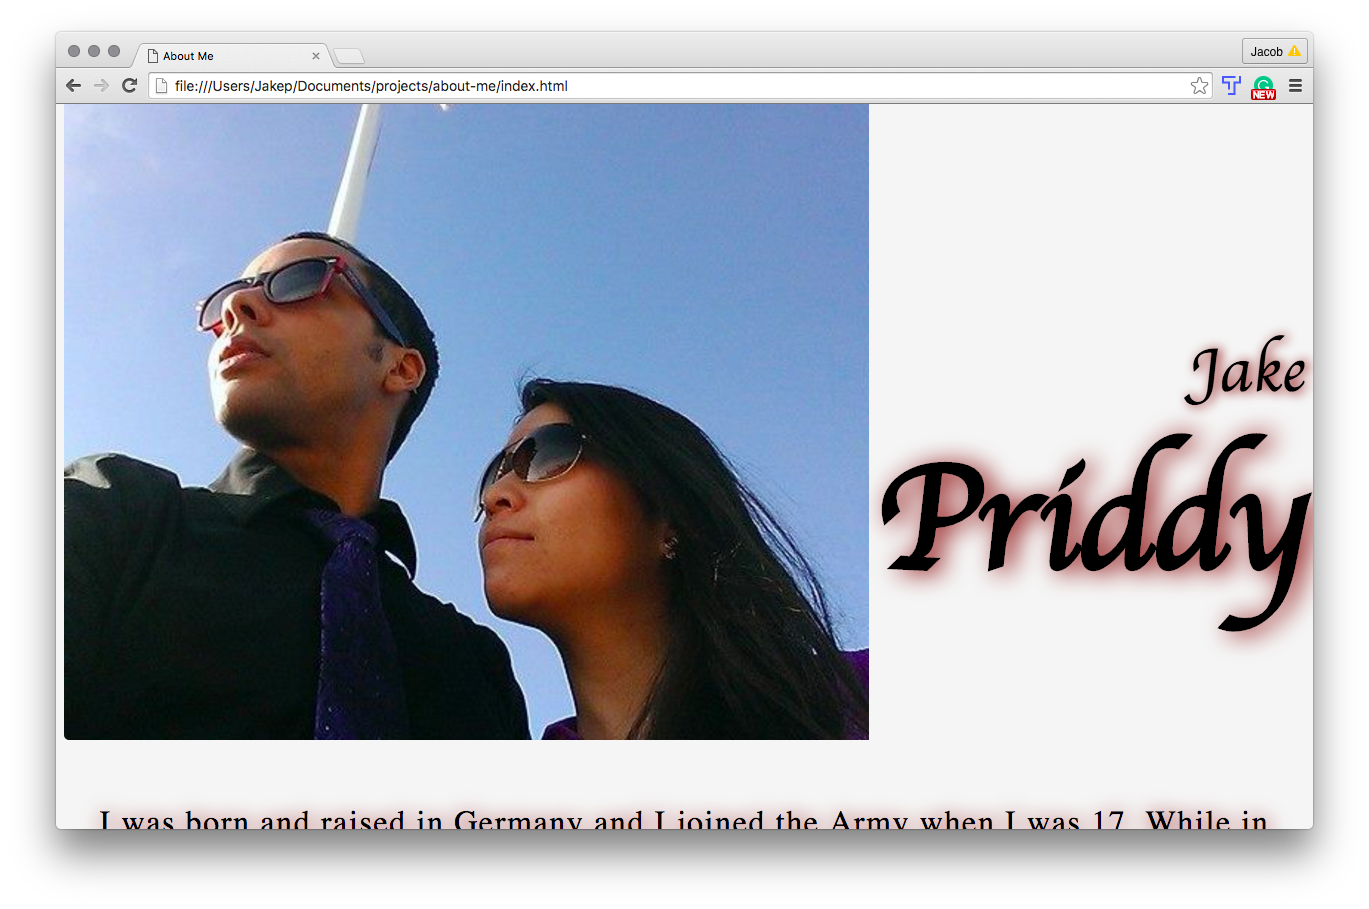 About Me
Jacob
file:///Users/Jakep/Documents/projects/about-me/index.html
NEW
Jake
Priddy
I was born and raised in Germany and I joined the Army when I was 17. While in